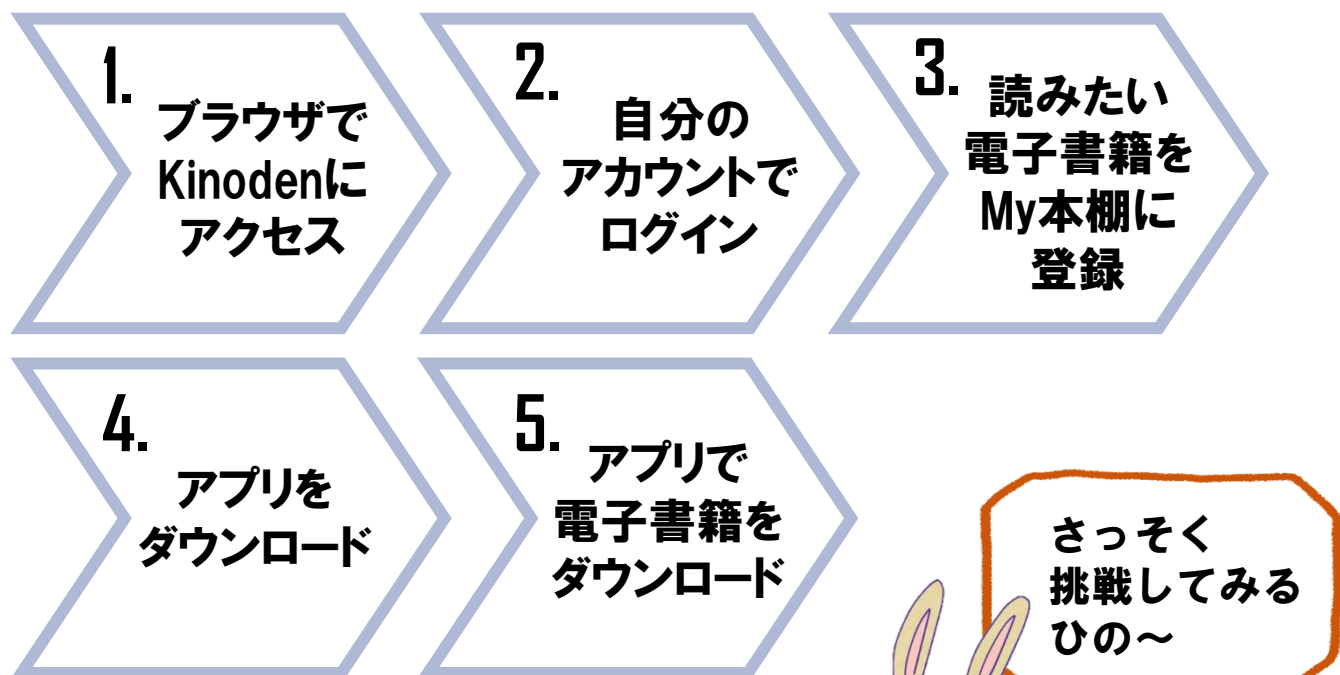 1.
ブラウザで
Kinodenに
アクセス
2.
自分の
アカウントで
ログイン
3.
読みたい
電子書籍を
My本棚に
登録
4.
アプリを
ダウンロード
5.
アプリで
電子書籍を
ダウンロード
さっそく
挑戦してみる
ひの～